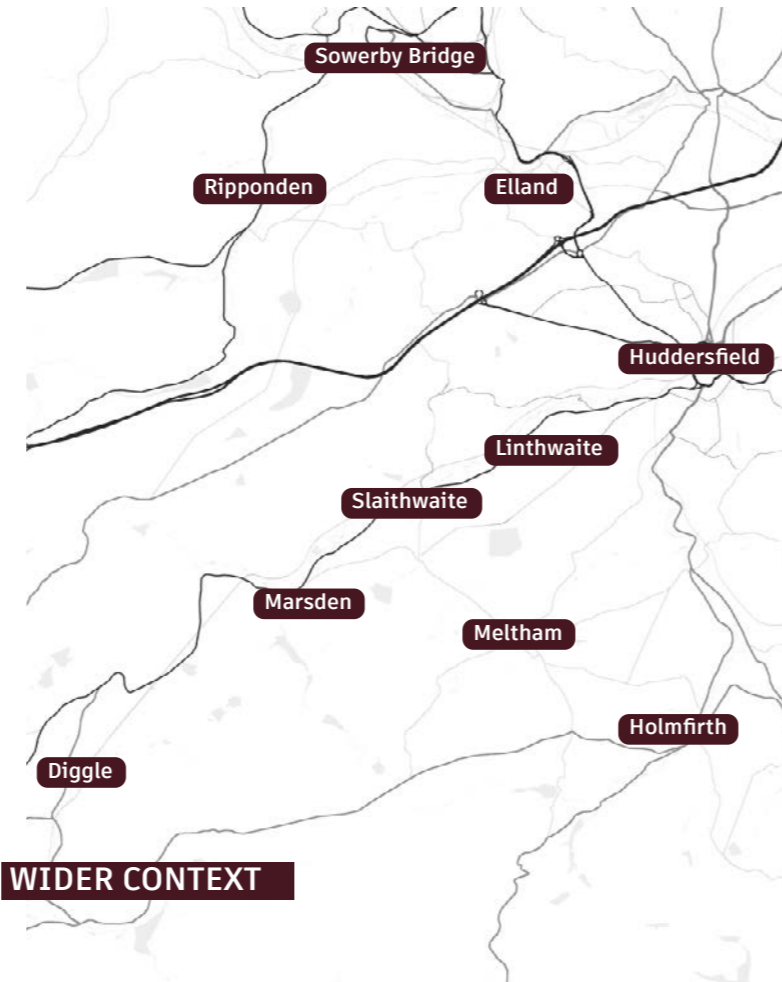 Sowerby Bridge
Ripponden
Elland
Huddersfield
Linthwaite
Slaithwaite
Marsden
Meltham
Holmfirth
Diggle
WIDER CONTEXT